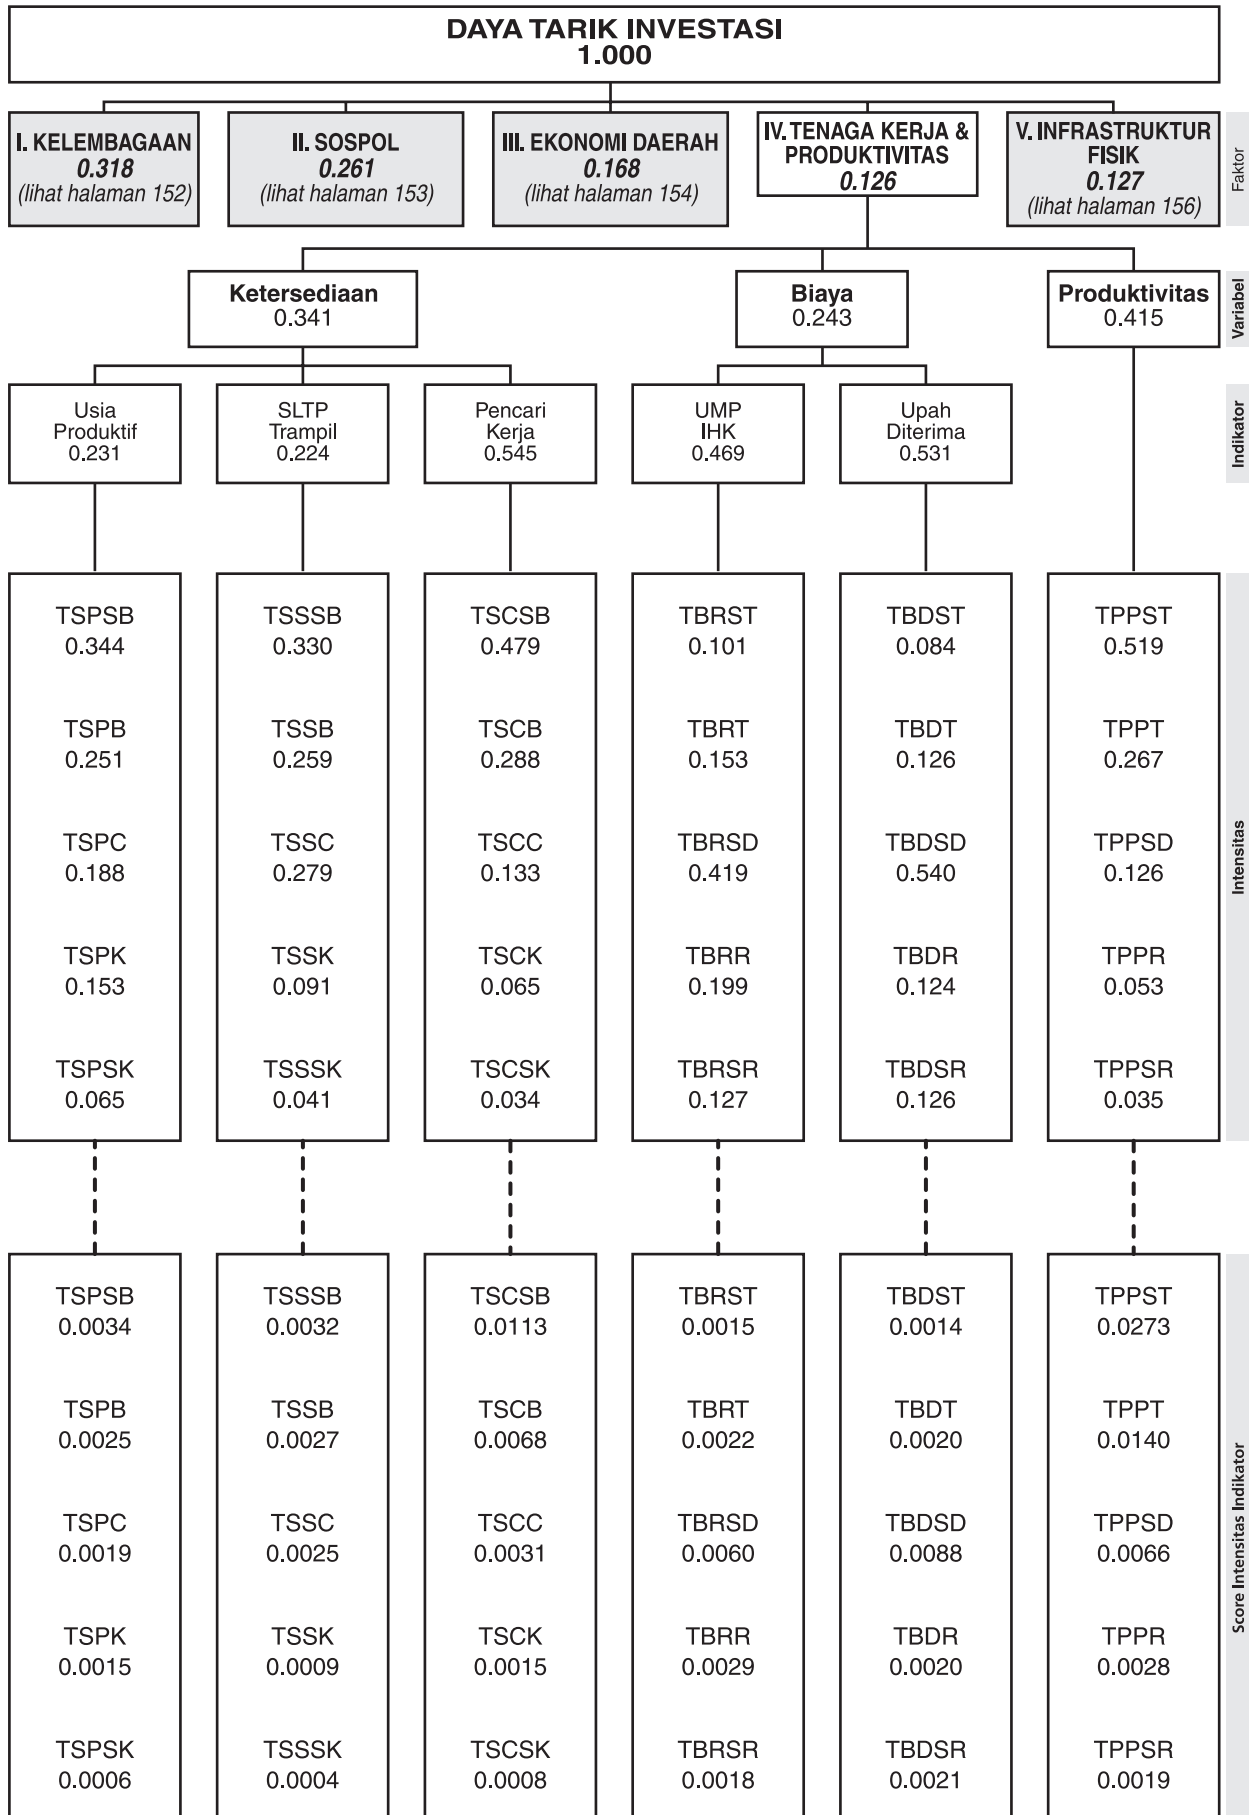 DAYA TARIK INVESTASI
1.000
I. KELEMBAGAAN
0.318
(lihat halaman 152)
II. SOSPOL
0.261
(lihat halaman 153)
III. EKONOMI DAERAH
0.168
(lihat halaman 154)
IV. TENAGA KERJA &
PRODUKTIVITAS
0.126
V. INFRASTRUKTUR
FISIK
0.127
(lihat halaman 156)
Faktor
Ketersediaan
0.341
Biaya
0.243
Produktivitas
0.415
Variabel
Usia
Produktif
0.231
SLTP
Trampil
0.224
Pencari
Kerja
0.545
UMP
IHK
0.469
Upah
Diterima
0.531
Indikator
TSPSB
0.344
TSPB
0.251
TSPC
0.188
TSPK
0.153
TSPSK
0.065
TSSSB
0.330
TSSB
0.259
TSSC
0.279
TSSK
0.091
TSSSK
0.041
TSCSB
0.479
TSCB
0.288
TSCC
0.133
TSCK
0.065
TSCSK
0.034
TBRST
0.101
TBRT
0.153
TBRSD
0.419
TBRR
0.199
TBRSR
0.127
TBDST
0.084
TBDT
0.126
TBDSD
0.540
TBDR
0.124
TBDSR
0.126
TPPST
0.519
TPPT
0.267
TPPSD
0.126
TPPR
0.053
TPPSR
0.035
Intensitas
TSPSB
0.0034
TSPB
0.0025
TSPC
0.0019
TSPK
0.0015
TSPSK
0.0006
TSSSB
0.0032
TSSB
0.0027
TSSC
0.0025
TSSK
0.0009
TSSSK
0.0004
TSCSB
0.0113
TSCB
0.0068
TSCC
0.0031
TSCK
0.0015
TSCSK
0.0008
TBRST
0.0015
TBRT
0.0022
TBRSD
0.0060
TBRR
0.0029
TBRSR
0.0018
TBDST
0.0014
TBDT
0.0020
TBDSD
0.0088
TBDR
0.0020
TBDSR
0.0021
TPPST
0.0273
TPPT
0.0140
TPPSD
0.0066
TPPR
0.0028
TPPSR
0.0019
Score Intensitas Indikator